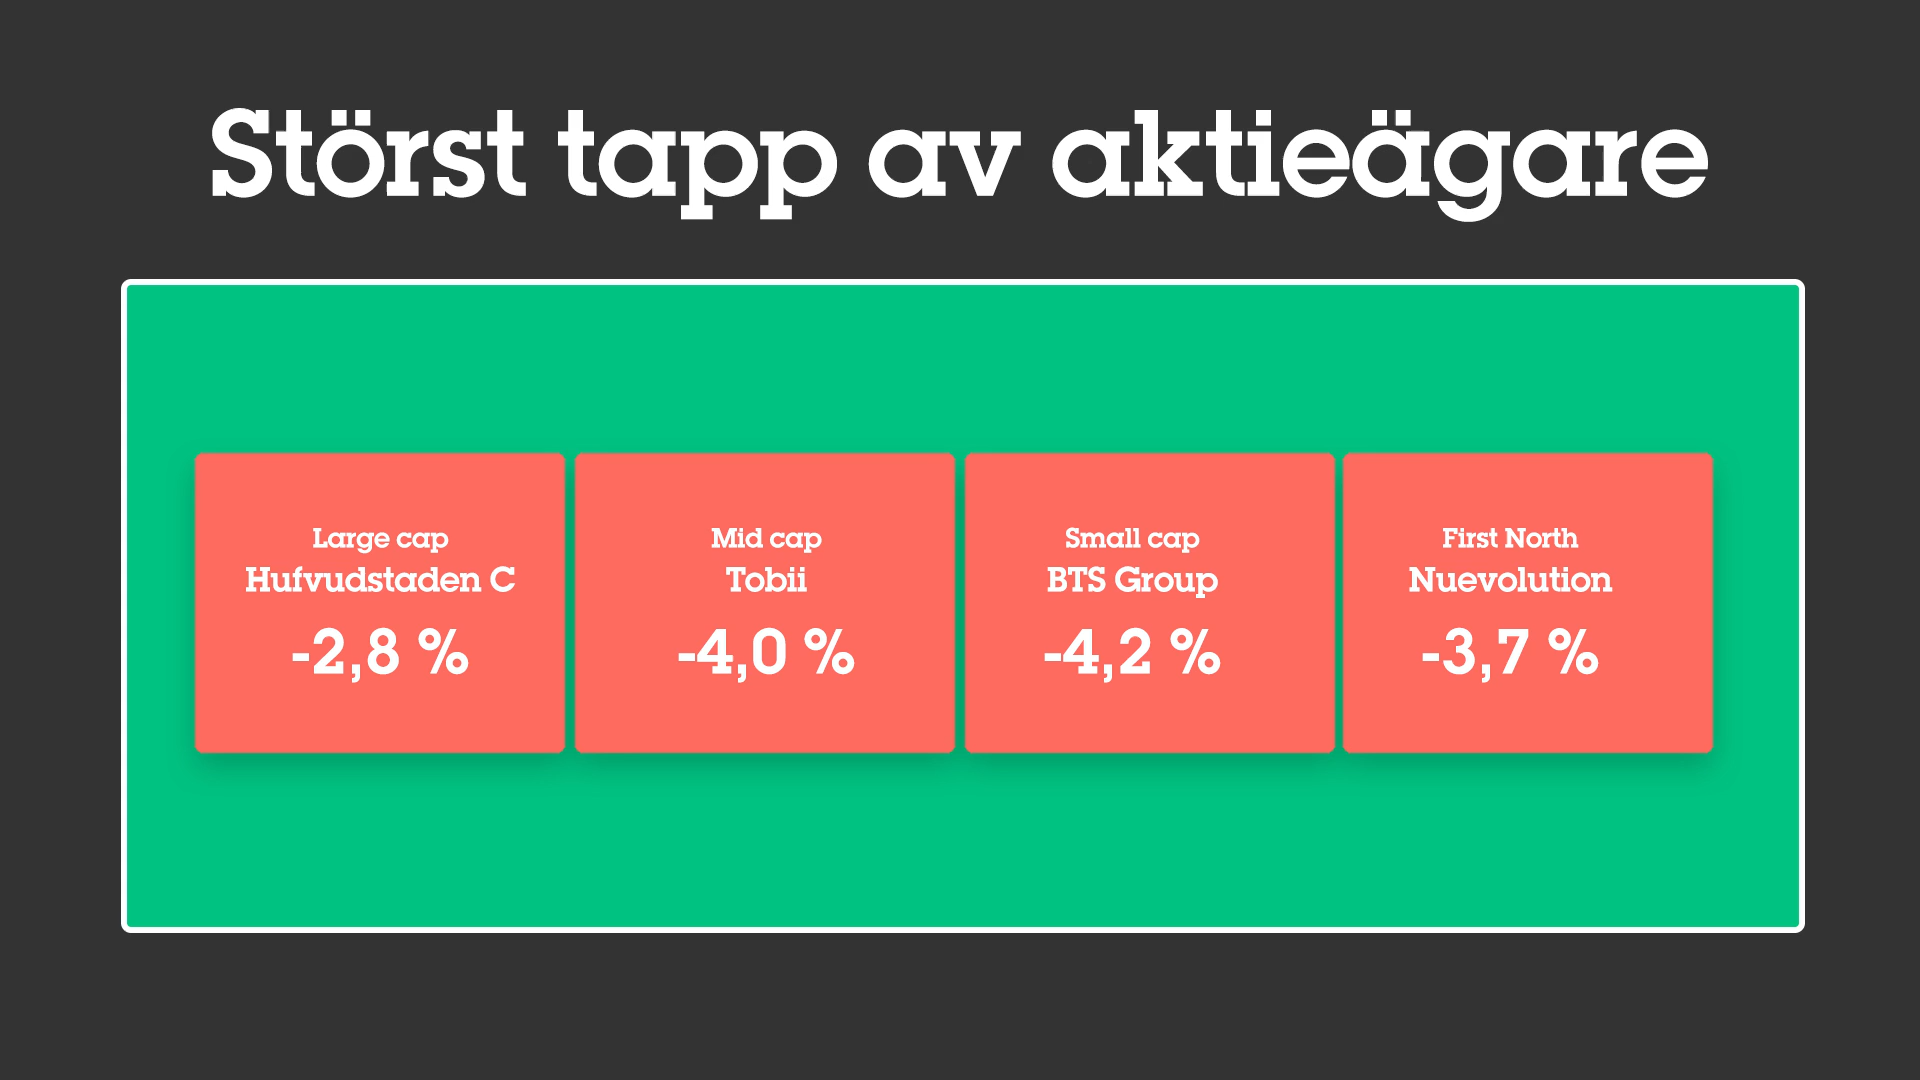 Störst tapp av aktieägare
Large cap
Hufvudstaden C
-2,8 %
Mid cap
Tobii
-4,0 %
Small cap
BTS Group
-4,2 %
First North
Nuevolution
-3,7 %